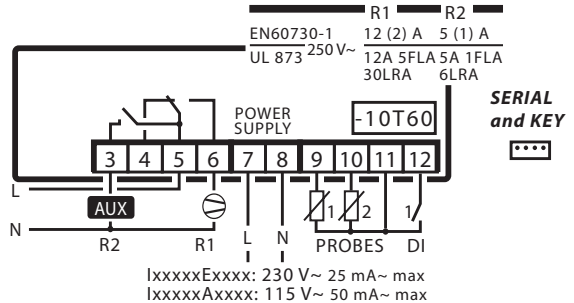 R1 R2
EN60730-1 250 V~ 12 (2) A 5 (1) A
UL 873 12A 5FLA 5A 1FLA
30LRA 6LRA
SERIAL
and KEY
POWER
SUPPLY
-10T60
3 4 5 6 7 8 9 10 11 12
L
AUX
1 2 1
N
R2 R1 L N PROBES DI
IxxxxxExxxx: 230 V~ 25 mA~ max
IxxxxxAxxxx: 115 V~ 50 mA~ max